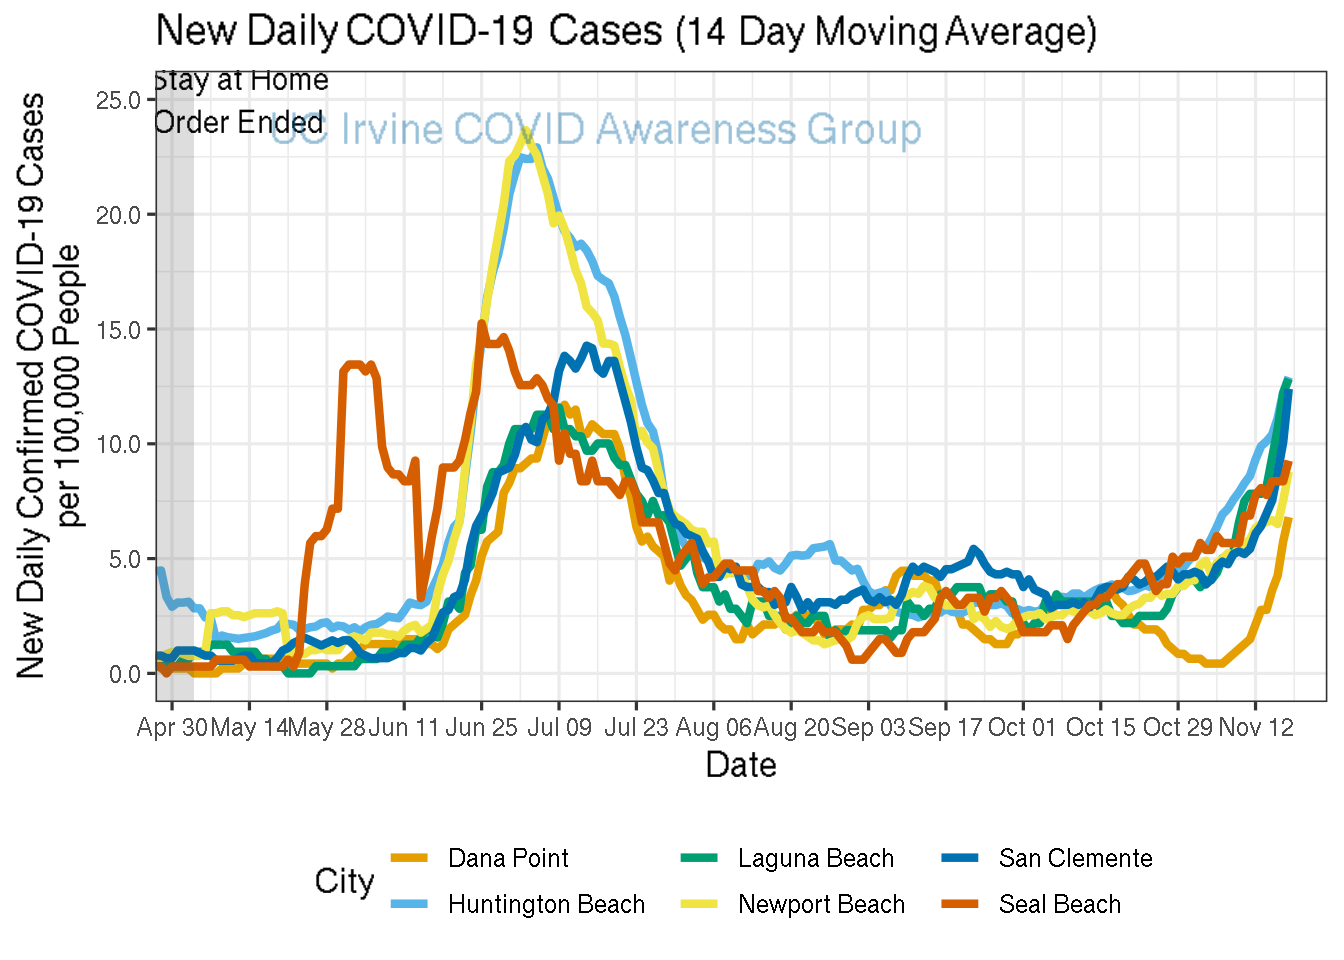 New Daily COVID-19 Cases (14 Day Moving Average)
Stay at Home
Order Ended
UC Irvine COVID Awareness Group
New Daily Confirmed COVID-19 Cases
per 100,000 People
25.0
20.0
15.0
10.0
5.0
0.0
Apr 30 May 14 May 28 Jun 11 Jun 25 Jul 09 Jul 23 Aug 06 Aug 20 Sep 03 Sep 17 Oct 01 Oct 15 Oct 29 Nov 12
Date
City
Dana Point Laguna Beach San Clemente
Huntington Beach Newport Beach Seal Beach